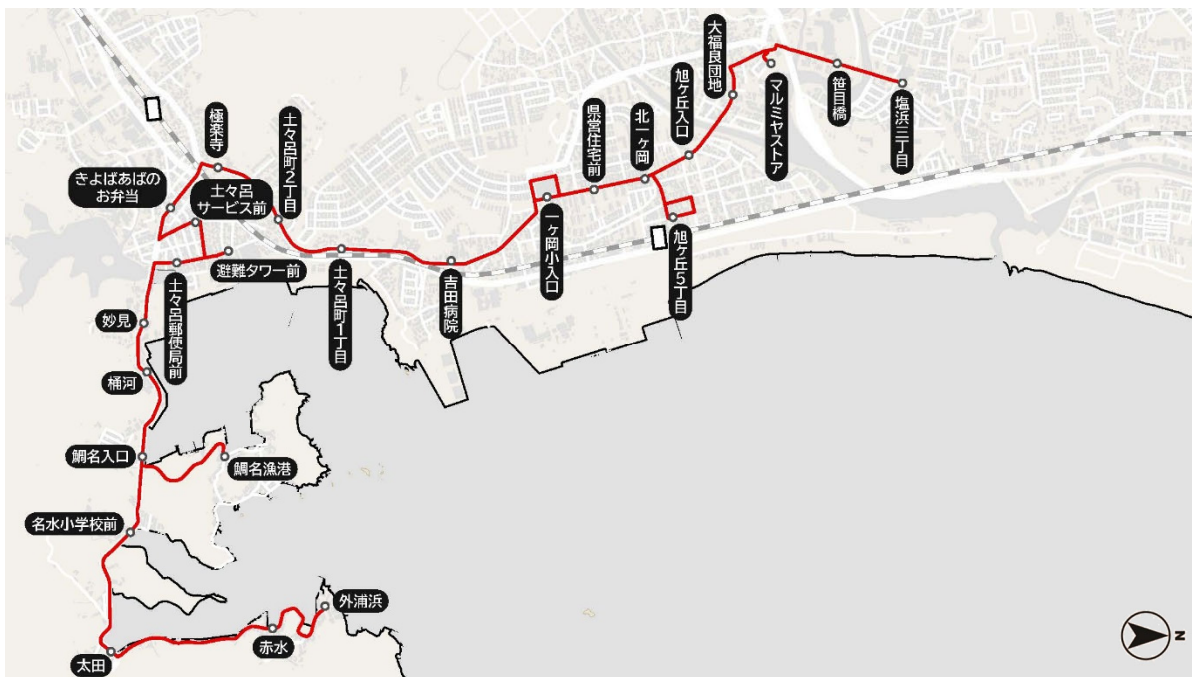 大福良団地
旭ヶ丘入口
北一ヶ岡
県営住宅前
マルミヤストア
笹目橋
塩浜三丁目
極楽寺
土々呂町2丁目
きよばあばの
お弁当
土々呂
サービス前
避難タワー前
土々呂郵便局前
土々呂町1丁目
吉田病院
一ヶ岡小入口
旭ヶ丘5丁目
妙見
桶河
鯛名入口
鯛名漁港
名水小学校前
外浦浜
赤水
太田
N